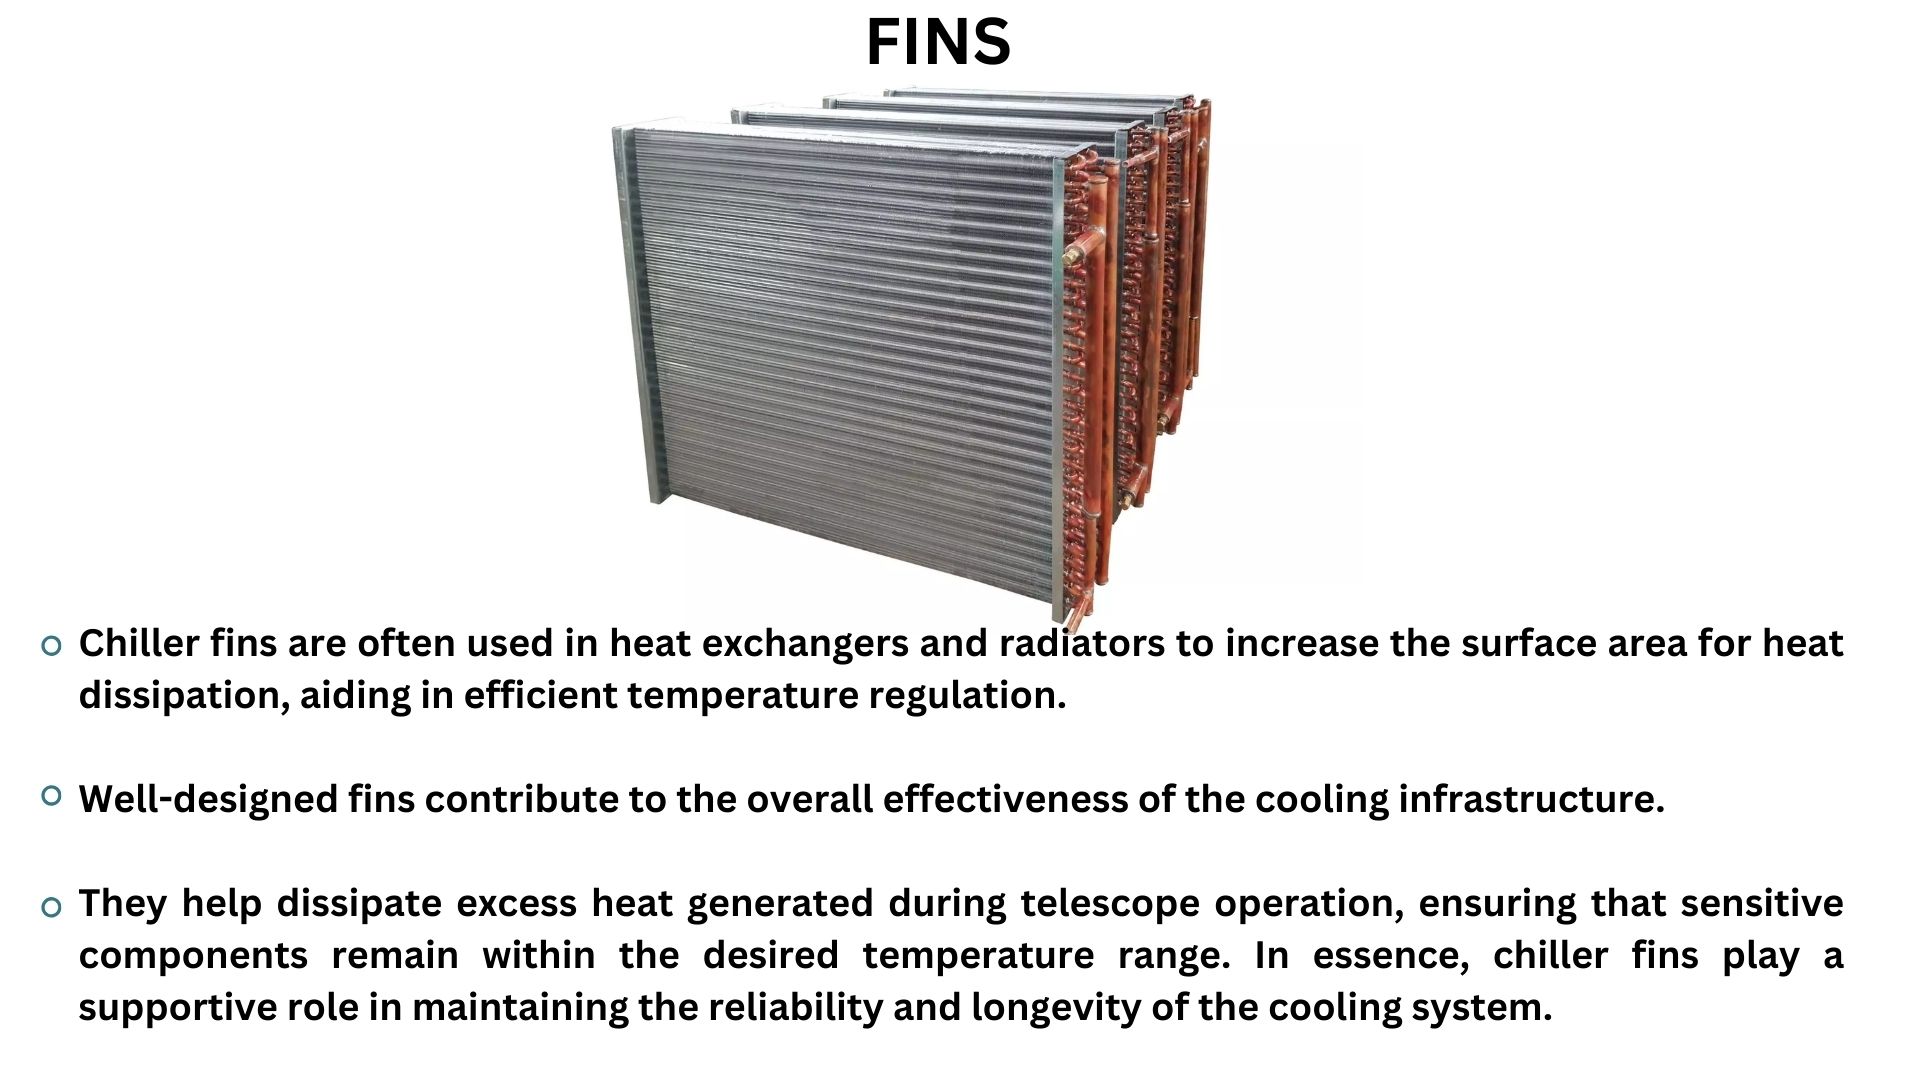 FINS
Chiller fins are often used in heat exchangers and radiators to increase the surface area for heat
dissipation, aiding in efficient temperature regulation.
Well-designed fins contribute to the overall effectiveness of the cooling infrastructure.
They help dissipate excess heat generated during telescope operation, ensuring that sensitive
components remain within the desired temperature range. In essence, chiller fins play a
supportive role in maintaining the reliability and longevity of the cooling system.